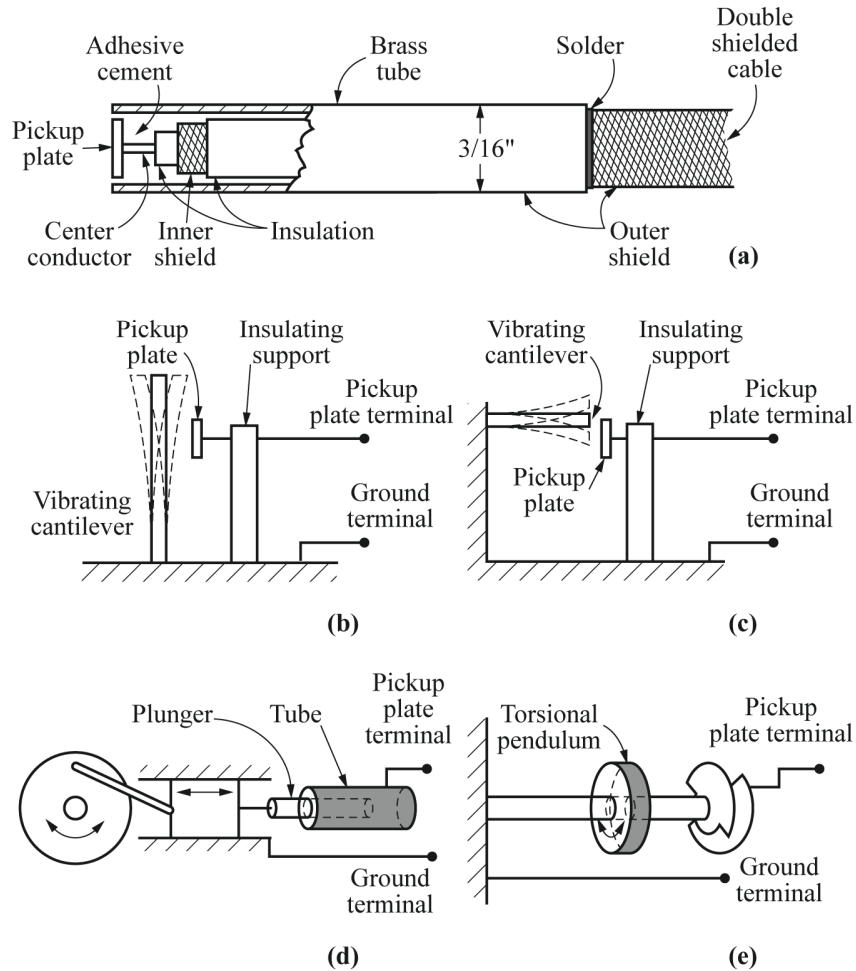 Adhesive
cement
Brass
tube
Solder
Double
shielded
cable
Pickup
plate
3/16"
Center
conductor
Inner
shield
Insulation
Outer
shield
(a)
Pickup
plate
Insulating
support
Pickup
plate terminal
Vibrating
cantilever
Ground
terminal
(b)
Vibrating
cantilever
Insulating
support
Pickup
plate terminal
Pickup
plate
Ground
terminal
(c)
Plunger
Tube
Pickup
plate
terminal
Ground
terminal
(d)
Torsional
pendulum
Pickup
plate terminal
Ground
terminal
(e)